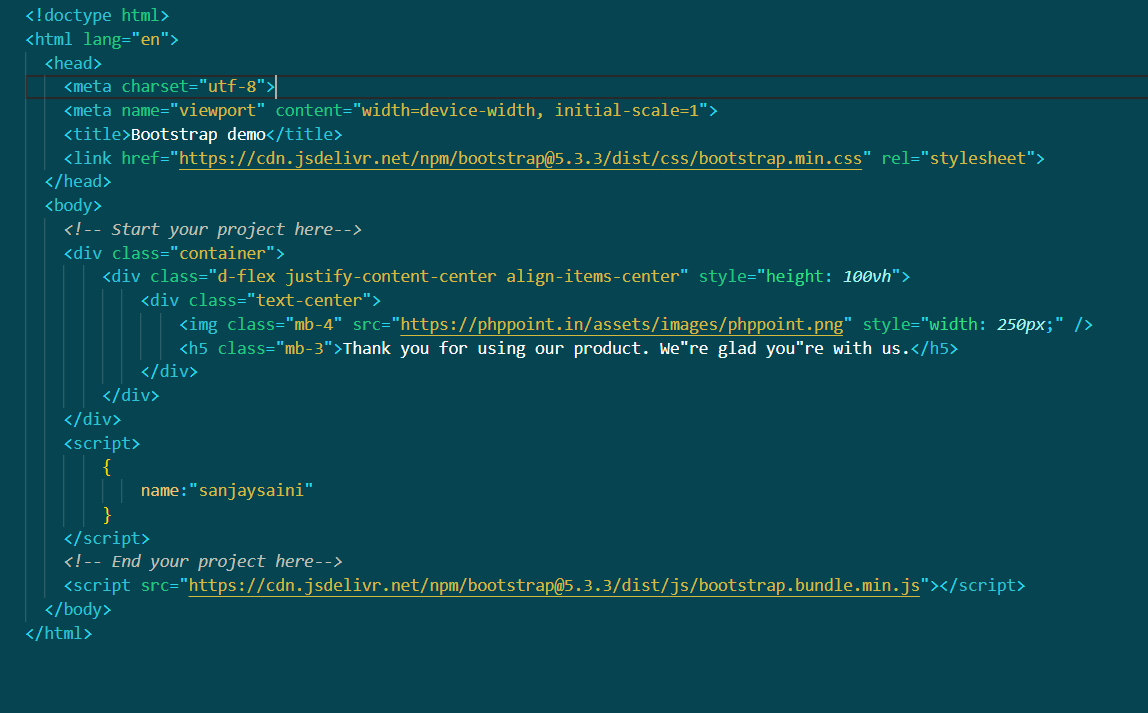 <!doctype html>
<html lang="en">
<head>
<meta charset="utf-8">
<meta name="viewport" content="width=device-width, initial-scale=1">
<title>Bootstrap demo</title>
<link href="https://cdn.jsdelivr.net/npm/bootstrap@5.3.3/dist/css/bootstrap.min.css" rel="stylesheet">
</head>
<body>
<!-- Start your project here-->
<div class="container">
<div class="d-flex justify-content-center align-items-center" style="height: 100vh">
<div class="text-center">
<img class="mb-4" src="https://phppoint.in/assets/images/phppoint.png" style="width: 250px;" />
<h5 class="mb-3">Thank you for using our product. We"re glad you"re with us.</h5>
</div>
</div>
</div>
<script>
{
name:"sanjaysaini"
}
</script>
<!-- End your project here-->
<script src="https://cdn.jsdelivr.net/npm/bootstrap@5.3.3/dist/js/bootstrap.bundle.min.js"></script>
</body>
</html>